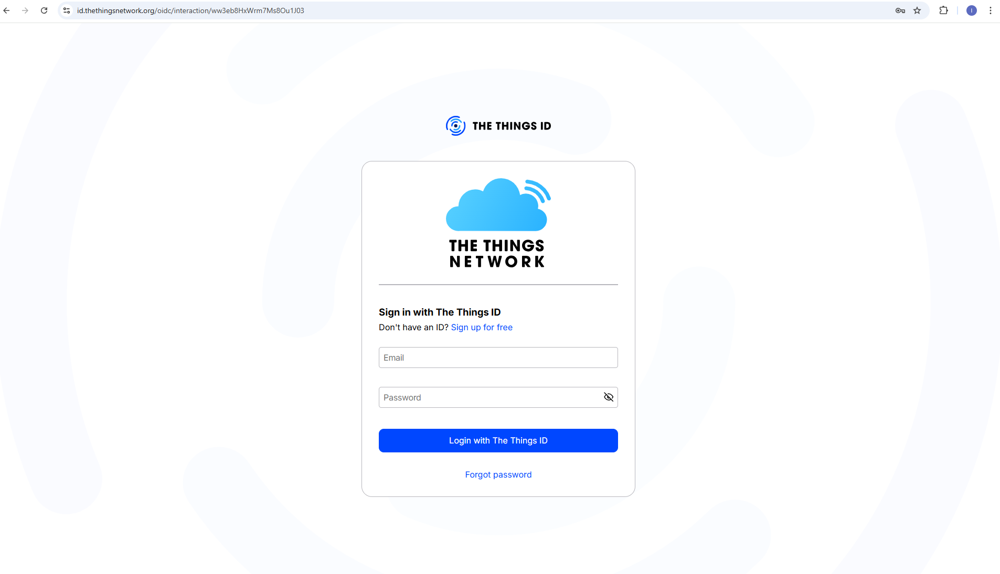 id.thethingsnetwork.org/oidc/interaction/ww3eb8HxWrm7Ms8Ou1J03
I
THE THINGS ID
THE THINGS
NETWORK
Sign in with The Things ID
Don't have an ID? Sign up for free
Email
Password
Login with The Things ID
Forgot password